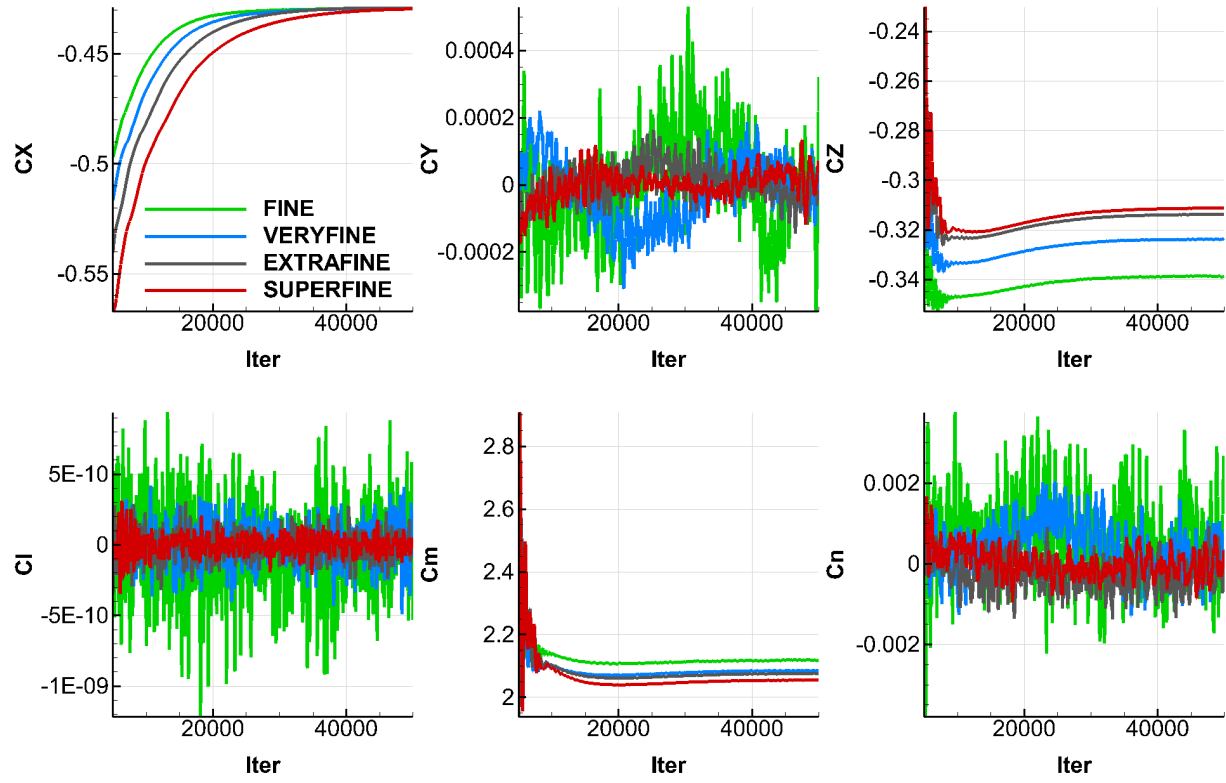 CX
-0.45
-0.5
-0.55
20000 40000
Iter
FINE
VERYFINE
EXTRAFINE
SUPERFINE
CY
0.0004
0.0002
0
-0.0002
20000 40000
Iter
CZ
-0.24
-0.26
-0.28
-0.3
-0.32
-0.34
20000 40000
Iter
Cl
5E-10
0
-5E-10
-1E-09
20000 40000
Iter
Cm
2.8
2.6
2.4
2.2
2
20000 40000
Iter
Cn
0.002
0
-0.002
20000 40000
Iter